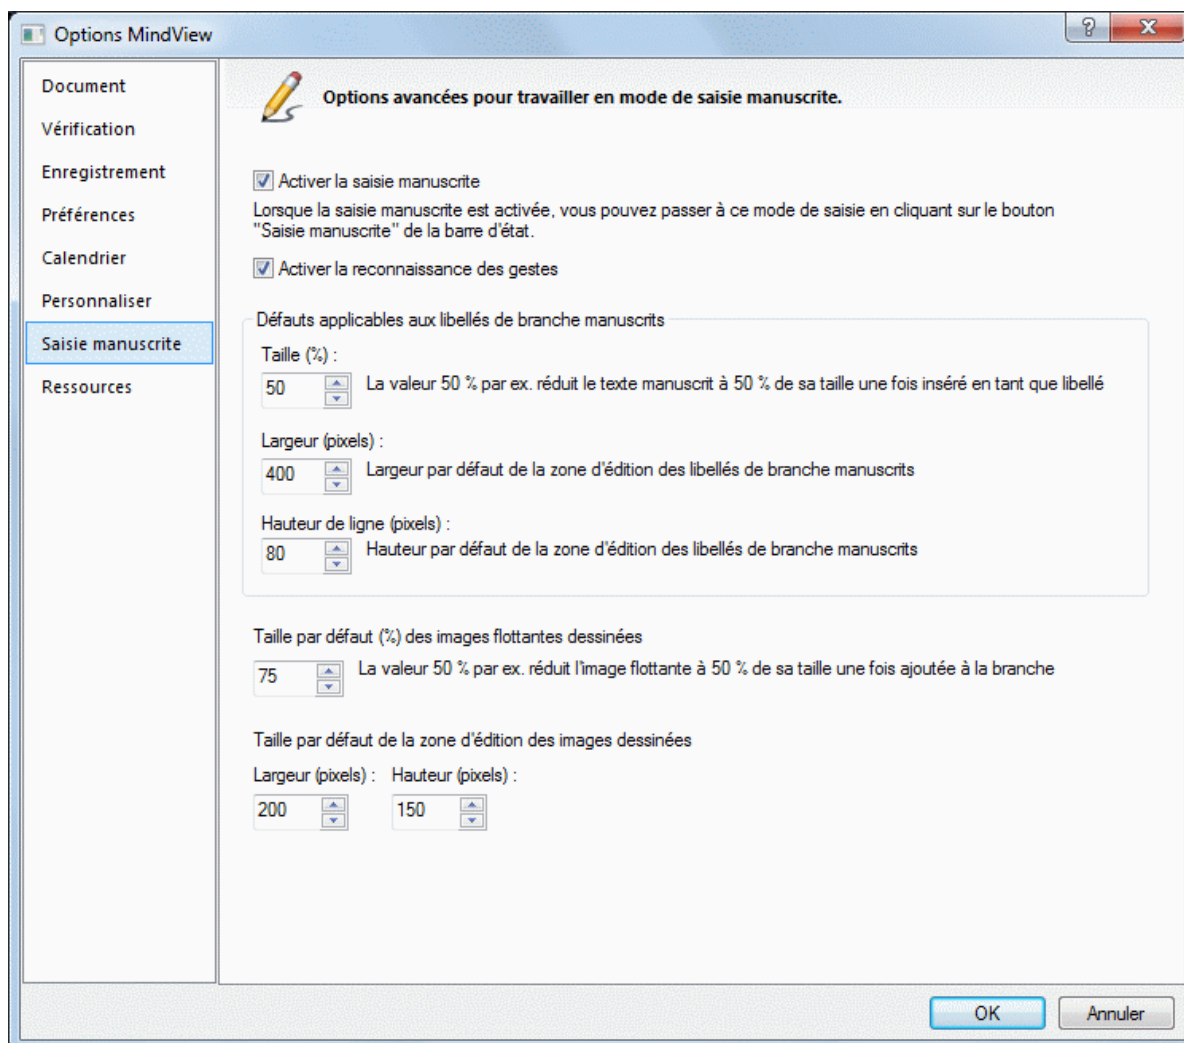 Options MindView
Document
Vérification
Enregistrement
Préférences
Calendrier
Personnaliser
Saisie manuscrite
Ressources
Options avancées pour travailler en mode de saisie manuscrite.
Activer la saisie manuscrite
Lorsque la saisie manuscrite est activée, vous pouvez passer à ce mode de saisie en cliquant sur le bouton
"Saisie manuscrite" de la barre d'état.
Activer la reconnaissance des gestes
Défauts applicables aux libellés de branche manuscrits
Taille (%) :
50 La valeur 50 % par ex. réduit le texte manuscrit à 50 % de sa taille une fois inséré en tant que libellé
Largeur (pixels) :
400 Largeur par défaut de la zone d'édition des libellés de branche manuscrits
Hauteur de ligne (pixels) :
80 Hauteur par défaut de la zone d'édition des libellés de branche manuscrits
Taille par défaut (%) des images flottantes dessinées
75 La valeur 50 % par ex. réduit l'image flottante à 50 % de sa taille une fois ajoutée à la branche
Taille par défaut de la zone d'édition des images dessinées
Largeur (pixels) : Hauteur (pixels) :
200 150
OK Annuler